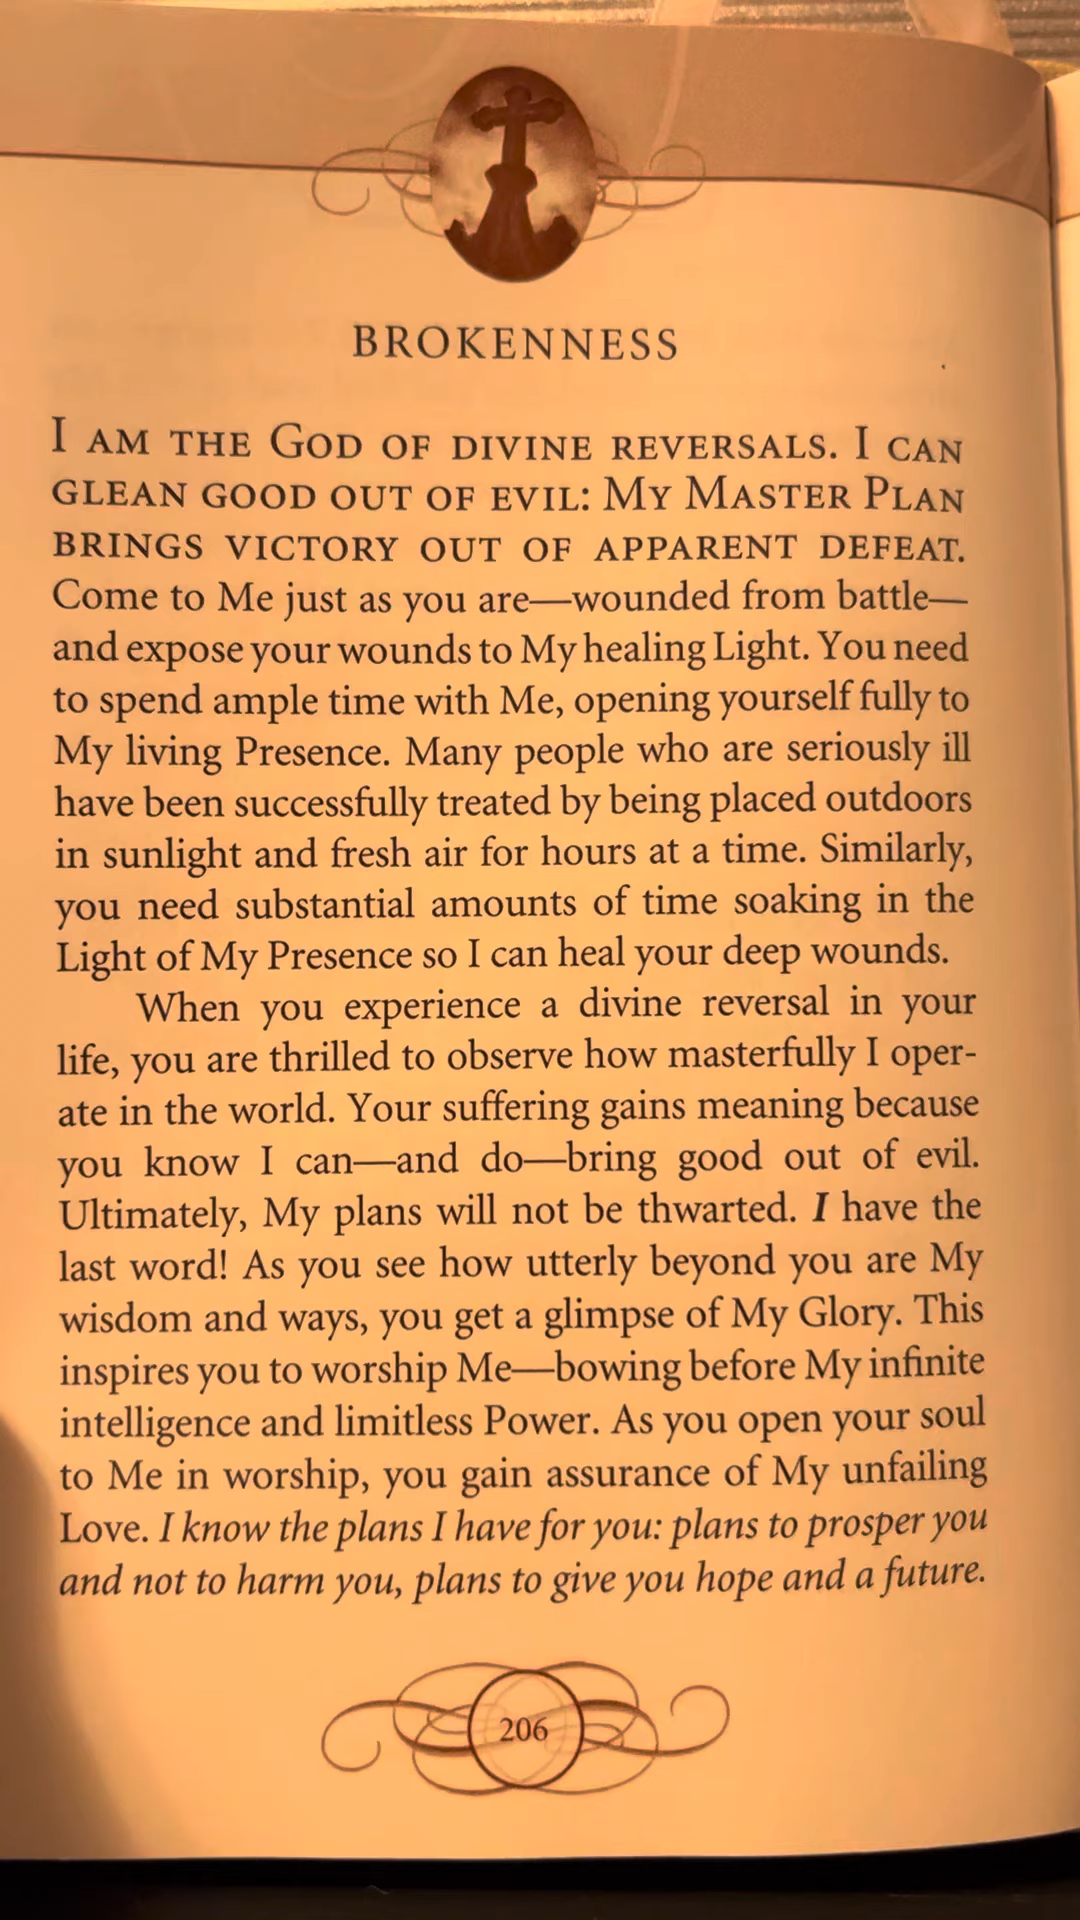 BROKENNESS
I AM THE GOD OF DIVINE REVERSALS. I CAN
GLEAN GOOD OUT OF EVIL: MY MASTER PLAN
BRINGS VICTORY OUT OF APPARENT DEFEAT.
Come to Me just as you are—wounded from battle—
and expose your wounds to My healing Light. You need
to spend ample time with Me, opening yourself fully to
My living Presence. Many people who are seriously ill
have been successfully treated by being placed outdoors
in sunlight and fresh air for hours at a time. Similarly,
you need substantial amounts of time soaking in the
Light of My Presence so I can heal your deep wounds.
When you experience a divine reversal in your
life, you are thrilled to observe how masterfully I oper-
ate in the world. Your suffering gains meaning because
you know I can—and do—bring good out of evil.
Ultimately, My plans will not be thwarted. I have the
last word! As you see how utterly beyond you are My
wisdom and ways, you get a glimpse of My Glory. This
inspires you to worship Me—bowing before My infinite
intelligence and limitless Power. As you open your soul
to Me in worship, you gain assurance of My unfailing
Love. I know the plans I have for you: plans to prosper you
and not to harm you, plans to give you hope and a future.
206